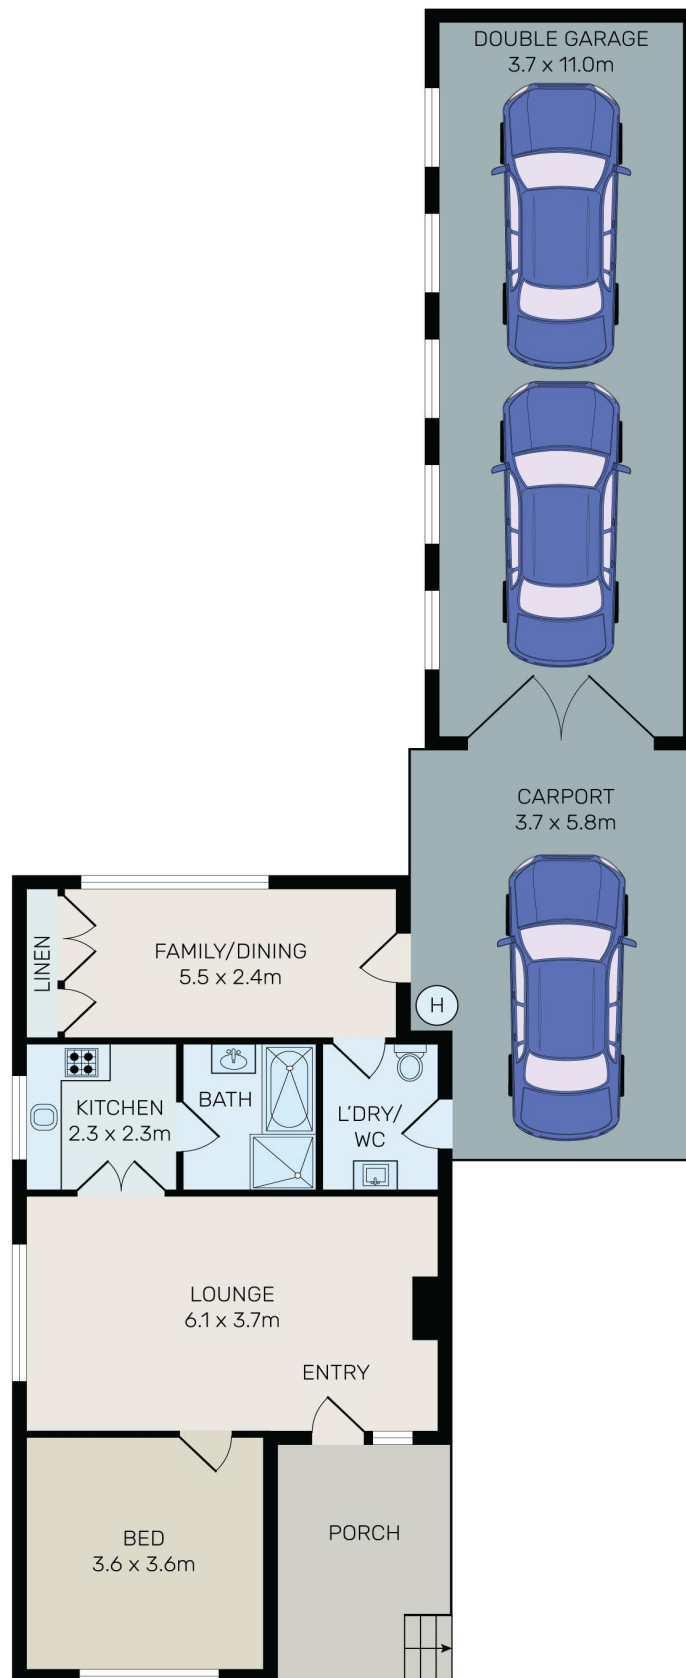 DOUBLE GARAGE
3.7 x 11.0m
CARPORT
3.7 x 5.8m
LINEN
FAMILY/DINING
5.5 x 2.4m
H
KITCHEN
2.3 x 2.3m
BATH
L'DRY/
WC
LOUNGE
6.1 x 3.7m
ENTRY
BED
3.6 x 3.6m
PORCH